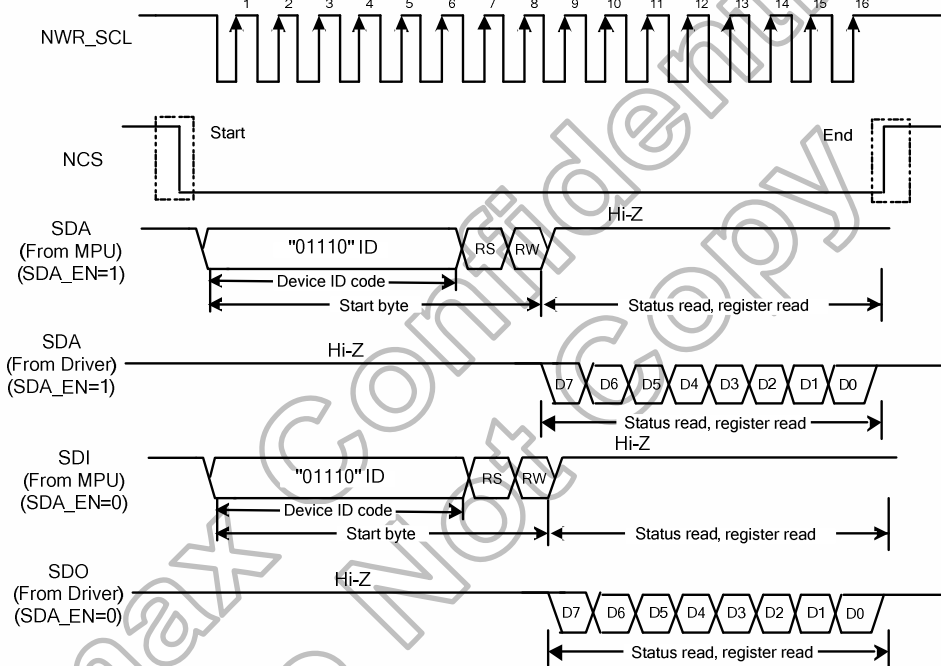 1 2 3 4 5 6 7 8 9 10 11 12 13 14 15 16
NWR_SCL
Start
End
NCS
Hi-Z
SDA
(From MPU)
(SDA_EN=1)
"01110" ID
RS
RW
Device ID code
Start byte
Status read, register read
SDA
(From Driver)
(SDA_EN=1)
Hi-Z
D7 D6 D5 D4 D3 D2 D1 D0
Status read, register read
Hi-Z
SDI
(From MPU)
(SDA_EN=0)
"01110" ID
RS
RW
Device ID code
Start byte
Status read, register read
SDO
(From Driver)
(SDA_EN=0)
Hi-Z
D7 D6 D5 D4 D3 D2 D1 D0
Status read, register read
Not Copy